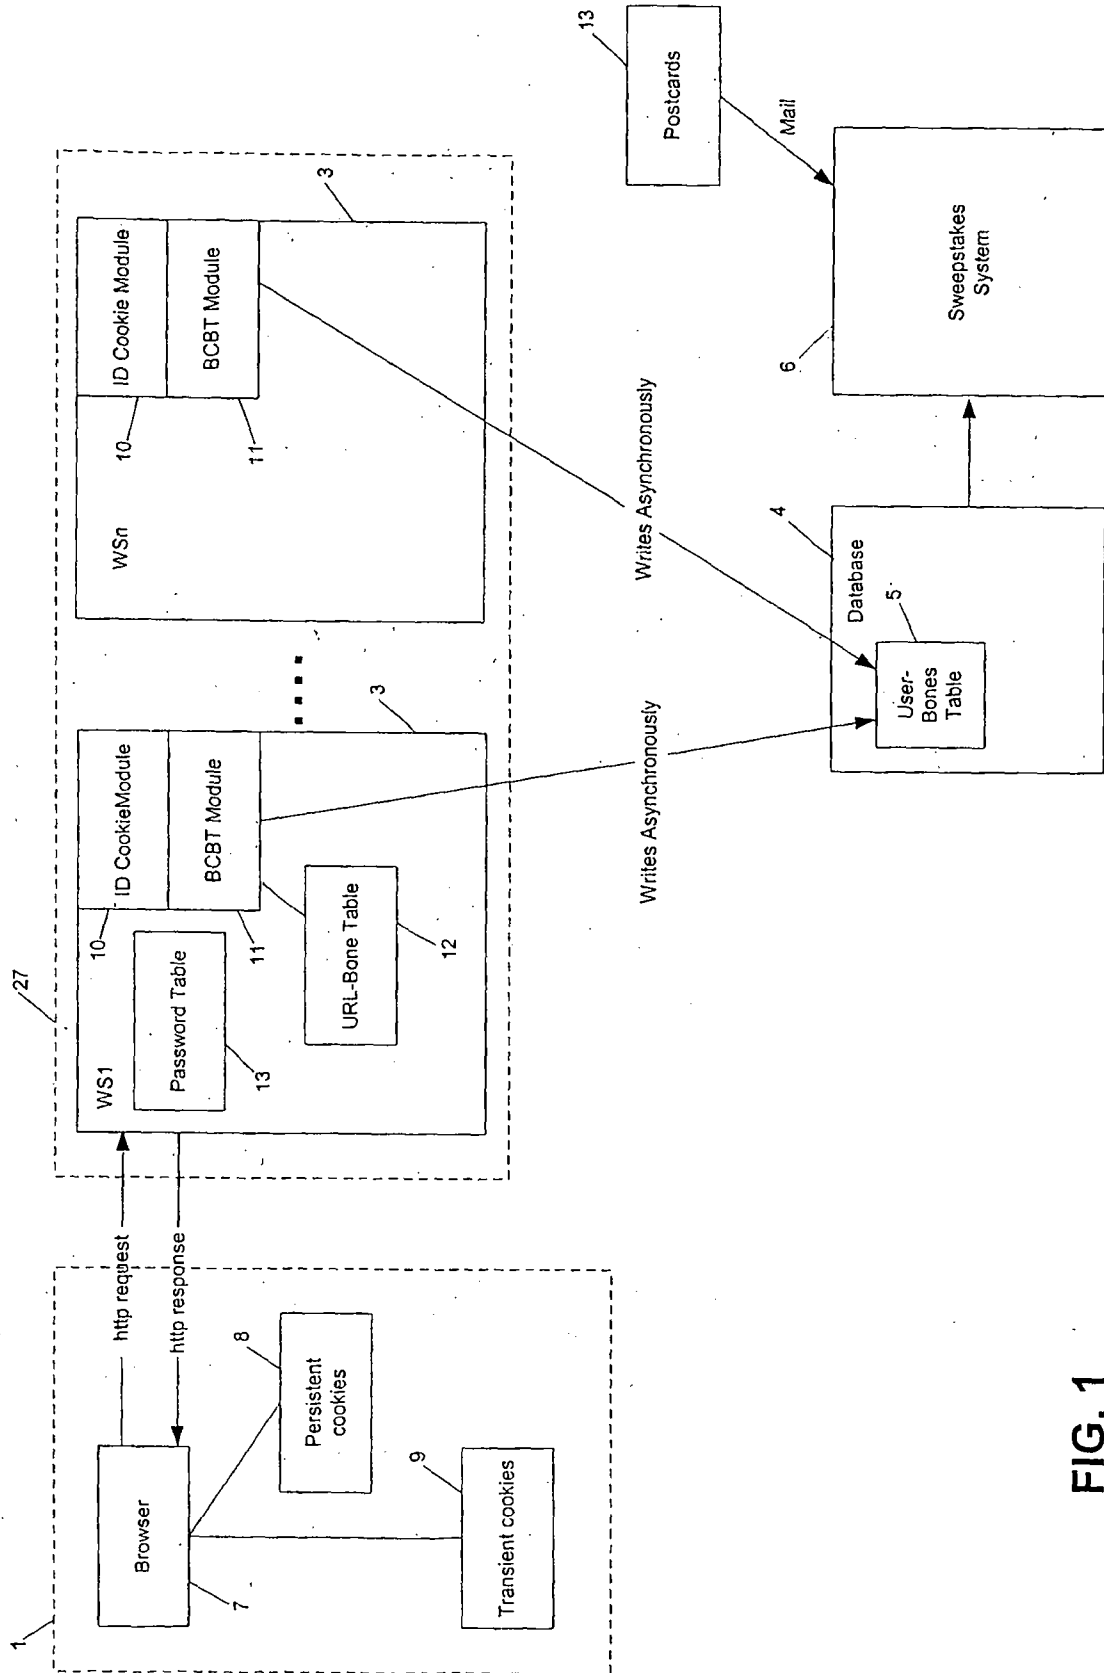 1
Browser
7
http request
http response
Persistent
cookies
8
Transient cookies
9
27
WS1
Password Table
13
ID CookieModule
10
BCBT Module
11
URL-Bone Table
12
3
WSn
ID Cookie Module
10
BCBT Module
11
3
Writes Asynchronously
Writes Asynchronously
Database
4
User-
Bones
Table
5
Sweepstakes
System
6
Mail
Postcards
13
FIG. 1